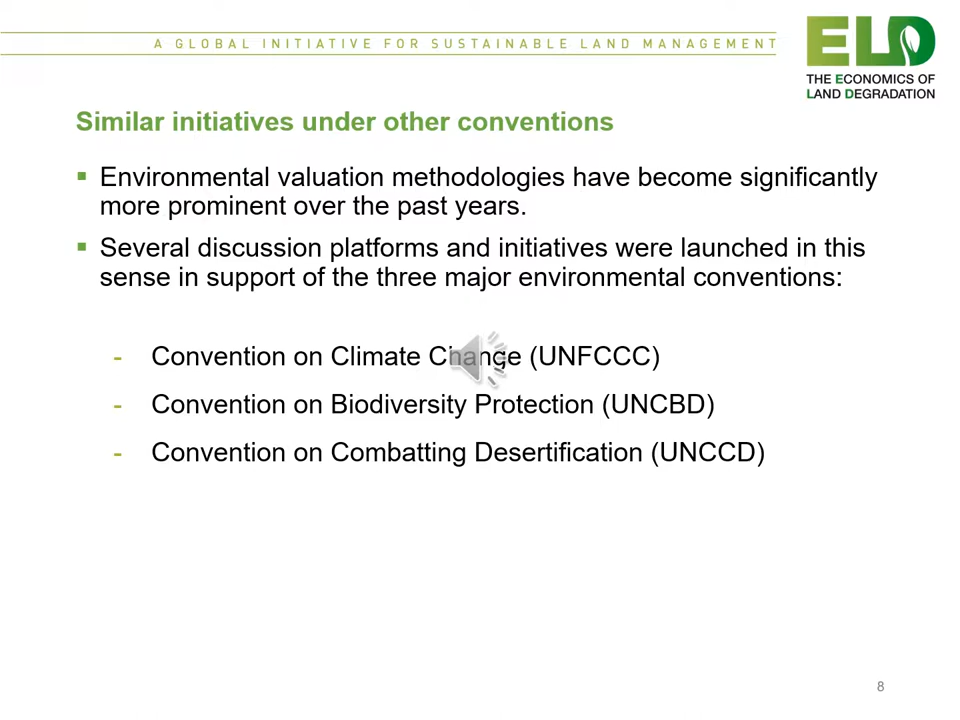 A GLOBAL INITIATIVE FOR SUSTAINABLE LAND MANAGEMENT
ELD
THE ECONOMICS OF
LAND DEGRADATION
Similar initiatives under other conventions
▪ Environmental valuation methodologies have become significantly
more prominent over the past years.
▪ Several discussion platforms and initiatives were launched in this
sense in support of the three major environmental conventions:
- Convention on Climate Change (UNFCCC)
- Convention on Biodiversity Protection (UNCBD)
- Convention on Combatting Desertification (UNCCD)
8